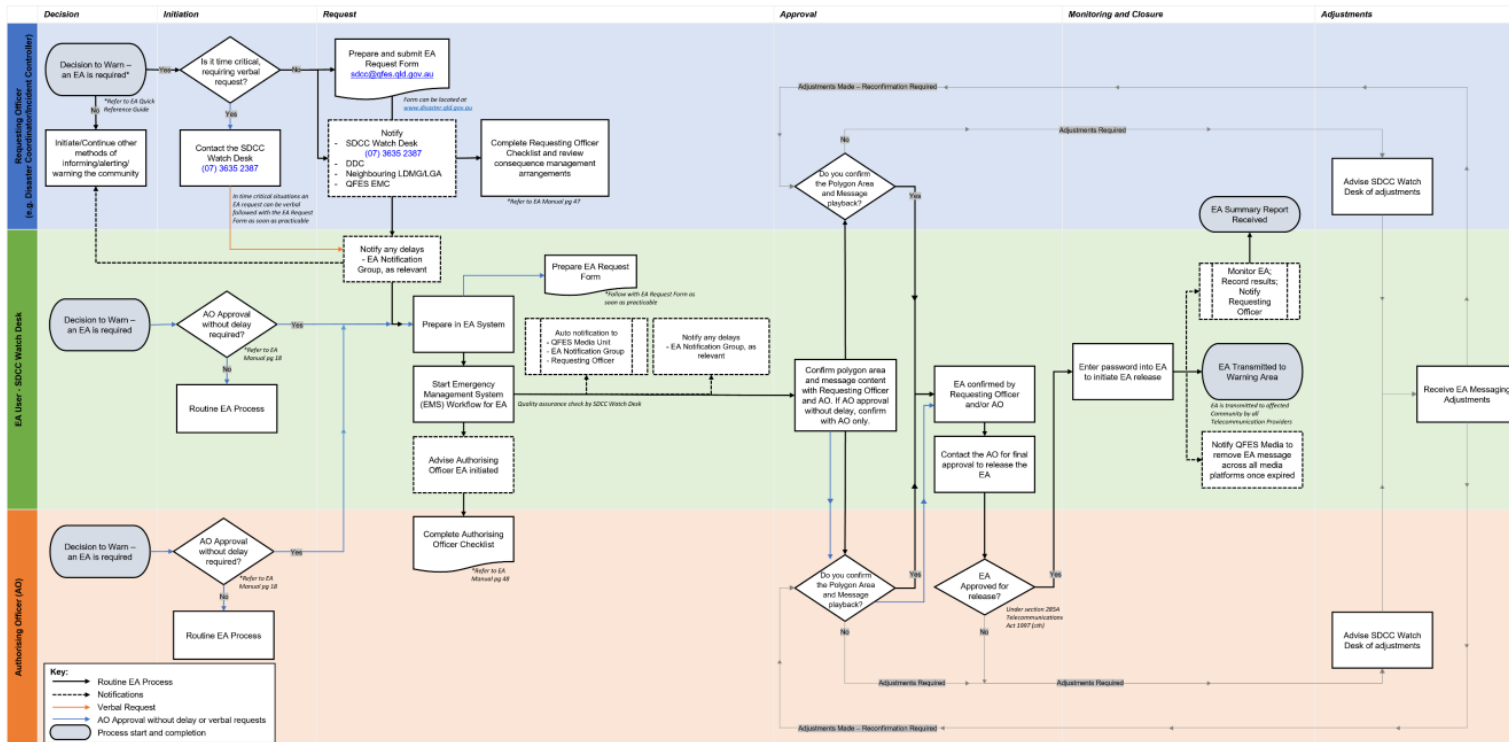 Decision
Initiation
Request
Approval
Monitoring and Closure
Adjustments
Requesting Officer
(e.g. Disaster Coordinator/Incident Controller)
Decision to Warn –
an EA is required*
*Refer to EA Quick
Reference Guide
Yes
No
Initiate/Continue other
methods of
informing/alerting/
warning the community
Is it time critical,
requiring verbal
request?
No
Yes
Contact the SDCC
Watch Desk
(07) 3635 2387
In time critical situations an
EA request can be verbal
followed with the EA Request
Form as soon as practicable
Prepare and submit EA
Request Form
sdcc@qfes.qld.gov.au
Form can be located at
www.disaster.qld.gov.au
Notify
- SDCC Watch Desk
(07) 3635 2387
- DDC
- Neighbouring LDMG/LGA
- QFES EMC
Complete Requesting Officer
Checklist and review
consequence management
arrangements
*Refer to EA Manual pg 47
Adjustments Made – Reconfirmation Required
Adjustments Required
No
Do you confirm
the Polygon Area
and Message
playback?
Yes
Advise SDCC Watch
Desk of adjustments
EA Summary Report
Received
EA User - SDCC Watch Desk
Notify any delays
- EA Notification
Group, as relevant
Decision to Warn –
an EA is required
AO Approval
without delay
required?
Yes
*Refer to EA
Manual pg 18
No
Routine EA Process
Prepare EA Request
Form
*Follow with EA Request Form as
soon as practicable
Prepare in EA System
Start Emergency
Management System
(EMS) Workflow for EA
Quality assurance check by SDCC Watch Desk
Advise Authorising
Officer EA initiated
Auto notification to
- QFES Media Unit
- EA Notification Group
- Requesting Officer
Notify any delays
- EA Notification Group, as
relevant
Confirm polygon area
and message content
with Requesting Officer
and AO. If AO approval
without delay, confirm
with AO only.
EA confirmed by
Requesting Officer
and/or AO
Contact the AO for final
approval to release the
EA
Enter password into EA
to initiate EA release
Monitor EA;
Record results;
Notify
Requesting
Officer
EA Transmitted to
Warning Area
EA is transmitted to affected
Community by all
Telecommunication Providers
Notify QFES Media to
remove EA message
across all media
platforms once expired
Receive EA Messaging
Adjustments
Authorising Officer (AO)
Decision to Warn –
an EA is required
AO Approval
without delay
required?
Yes
*Refer to EA
Manual pg 18
No
Routine EA Process
Complete Authorising
Officer Checklist
*Refer to EA
Manual pg 48
Do you confirm
the Polygon Area
and Message
playback?
Yes
No
EA
Approved for
release?
Yes
Under section 285A
Telecommunications
Act 1997 (cth)
No
Adjustments Required
Adjustments Required
Advise SDCC Watch
Desk of adjustments
Adjustments Made – Reconfirmation Required
Key:
Routine EA Process
Notifications
Verbal Request
AO Approval without delay or verbal requests
Process start and completion